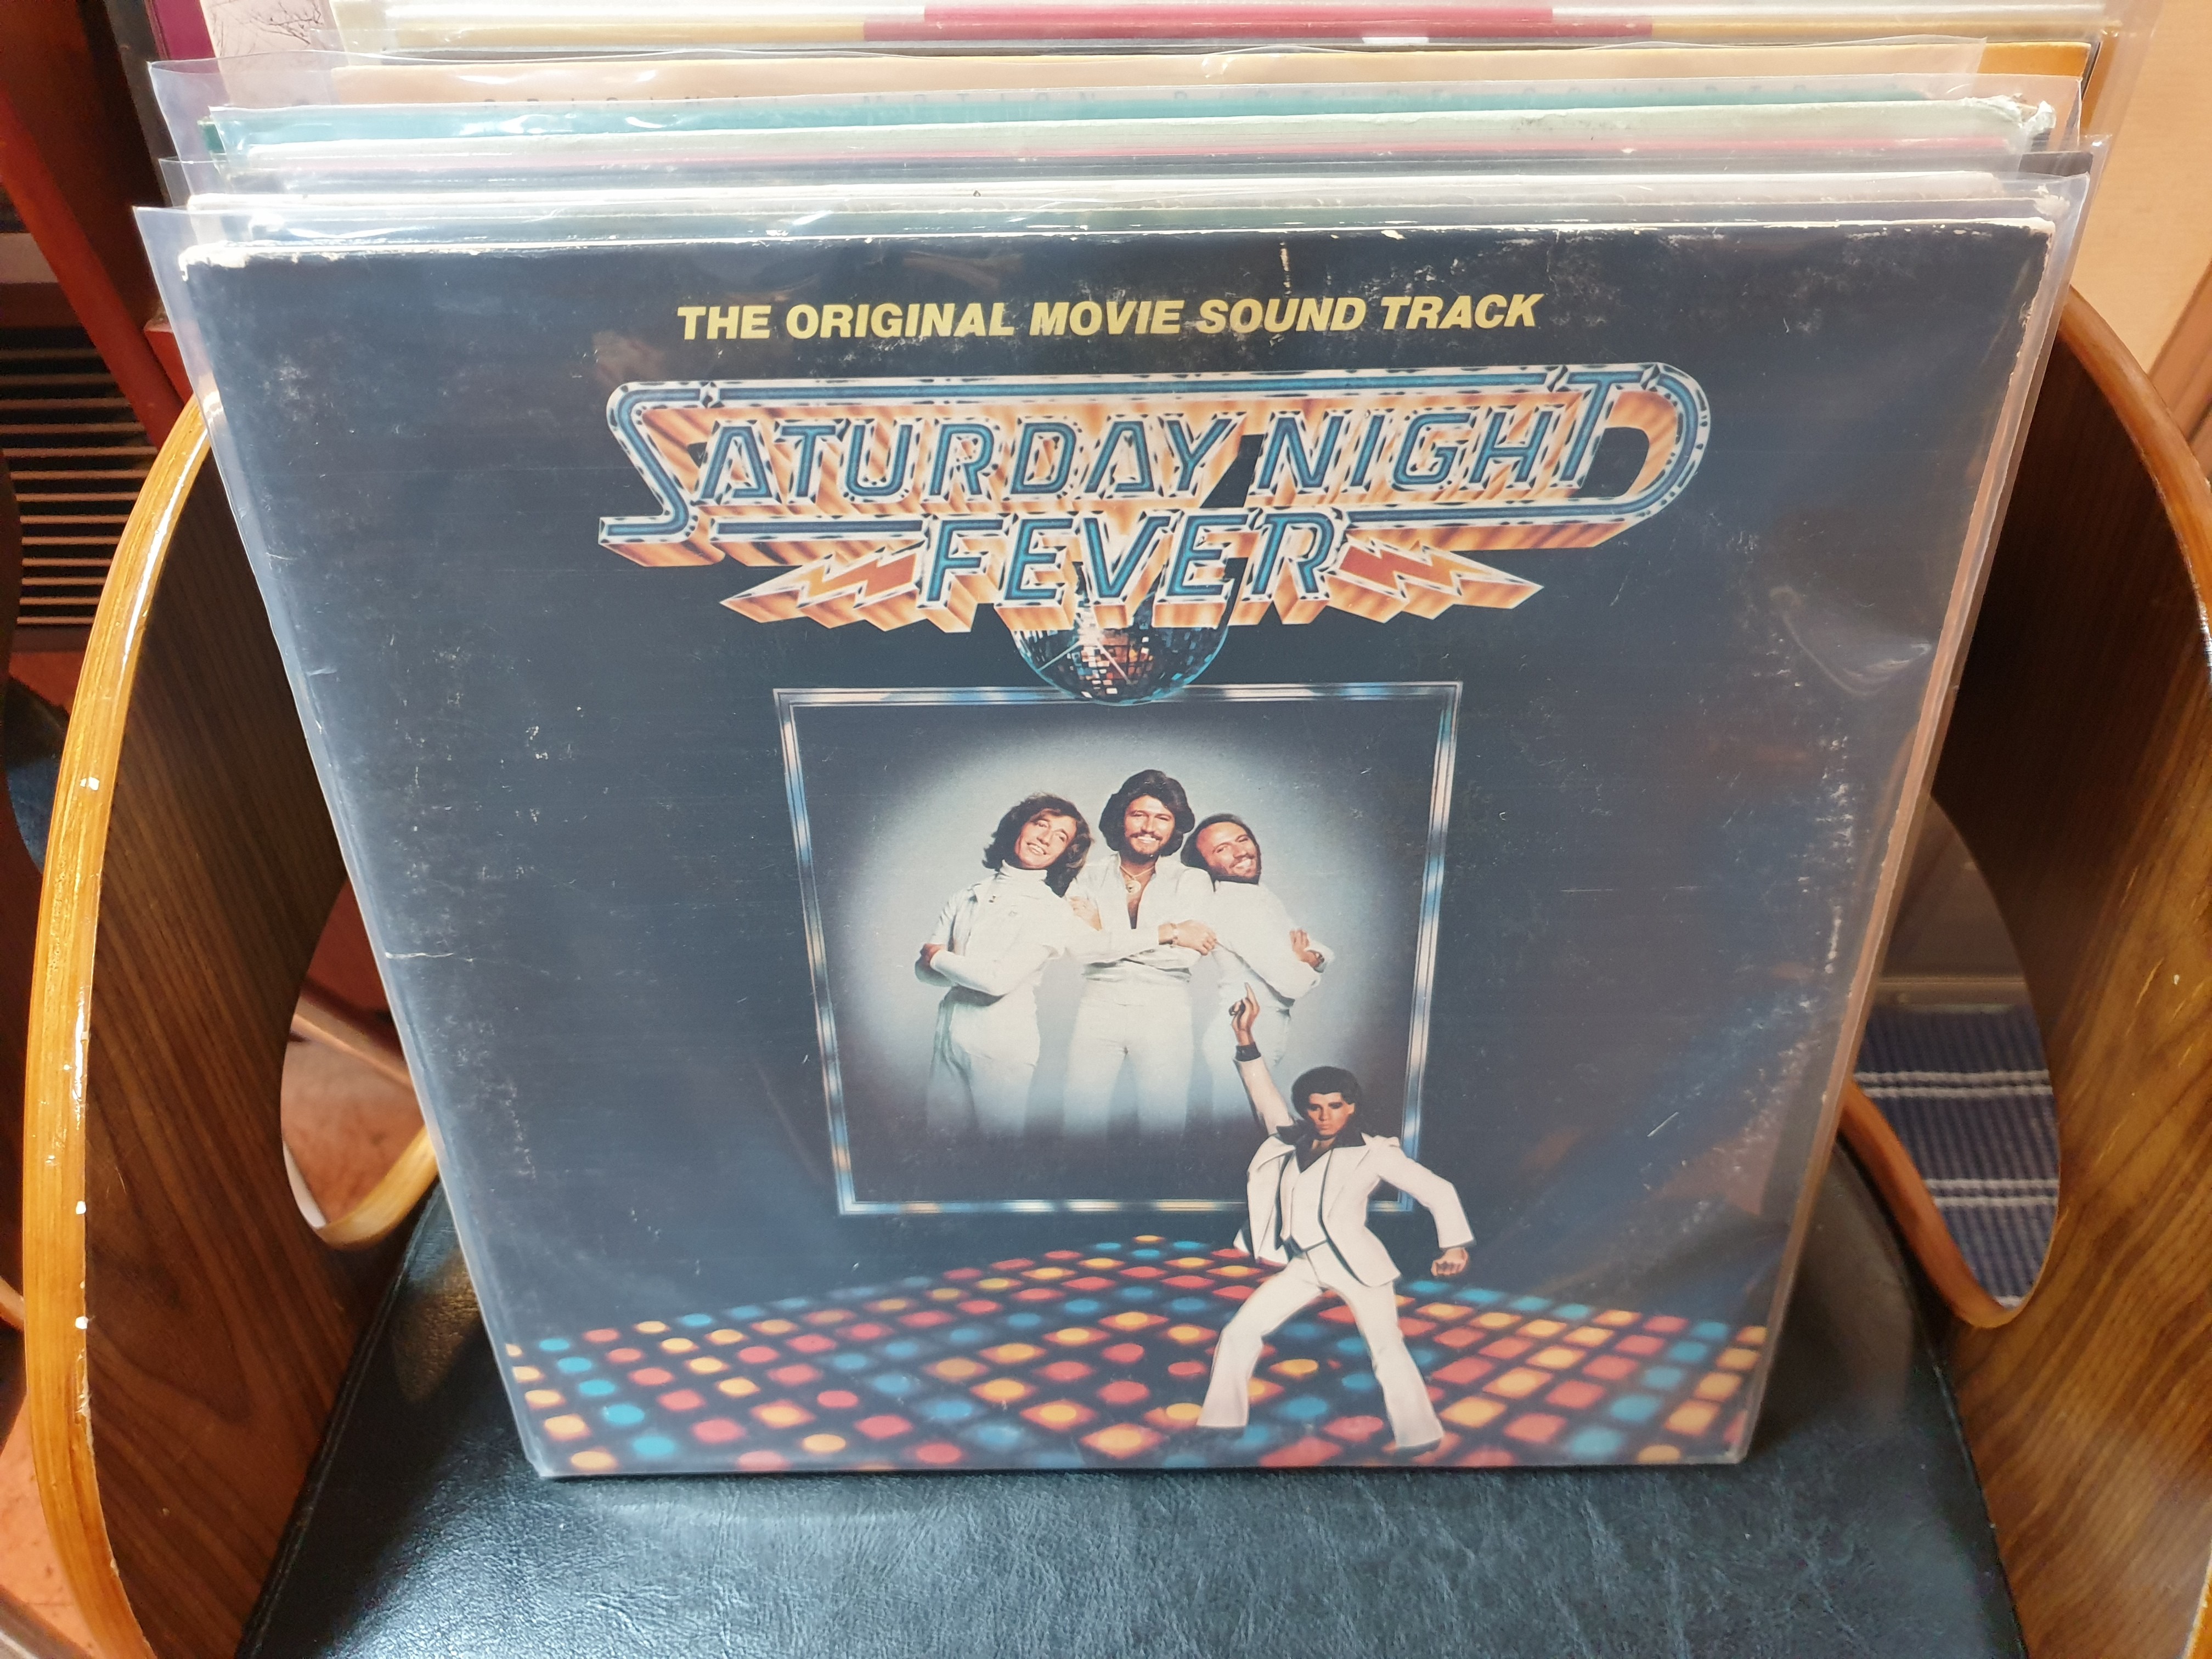 THE ORIGINAL MOVIE SOUND TRACK
SATURDAY NIGHT
FEVER